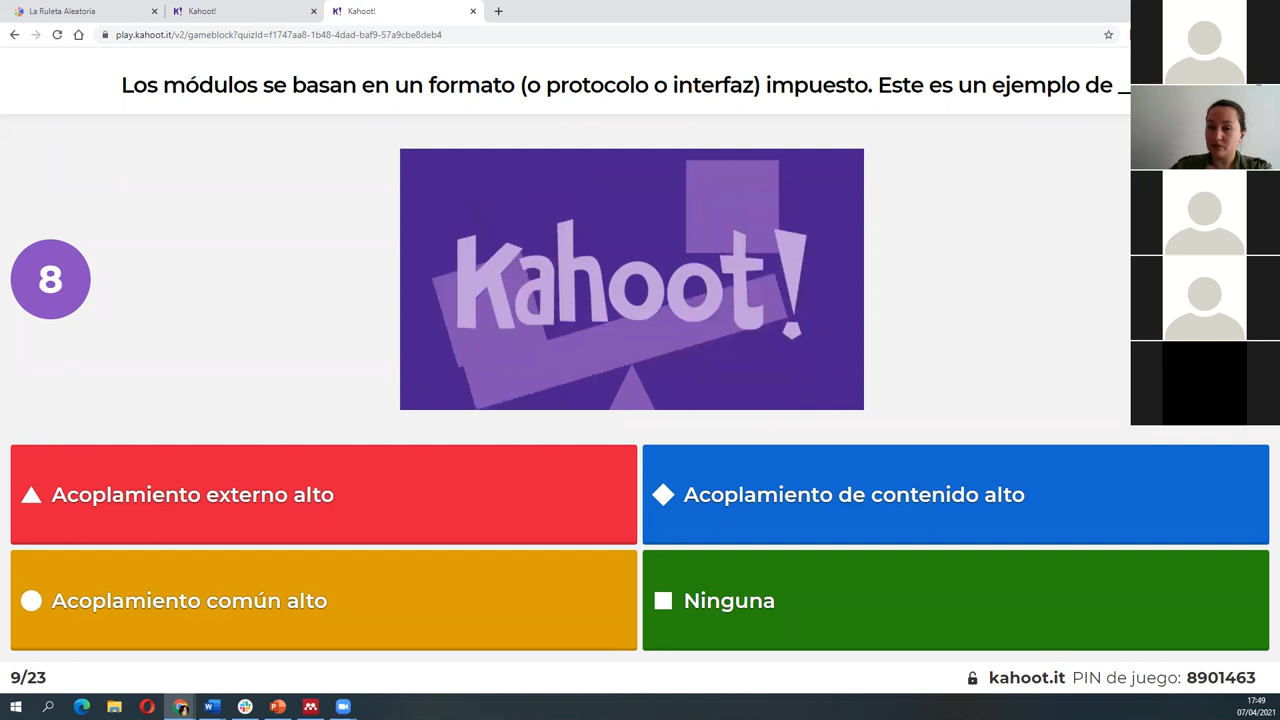 La Ruleta Aleatoria
Kahoot!
Kahoot!
play.kahoot.it/v2/gameblock?quizId=f1747aa8-1b48-4dad-baf9-57a9cbe8deb4
Los módulos se basan en un formato (o protocolo o interfaz) impuesto. Este es un ejemplo de _
8
Kahoot!
Acoplamiento externo alto
Acoplamiento de contenido alto
Acoplamiento común alto
Ninguna
9/23
kahoot.it PIN de juego: 8901463
17:49
07/04/2021